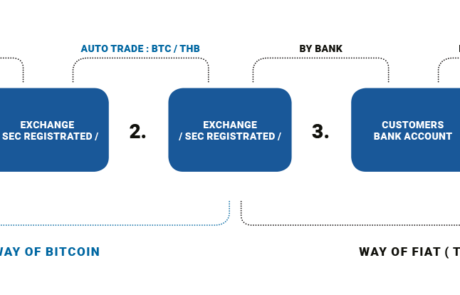 AUTO TRADE : BTC / THB
BY BANK
EXCHANGE
SEC REGISTRATED /
2.
EXCHANGE
/ SEC REGISTRATED /
3.
CUSTOMERS
BANK ACCOUNT
WAY OF BITCOIN
WAY OF FIAT ( T